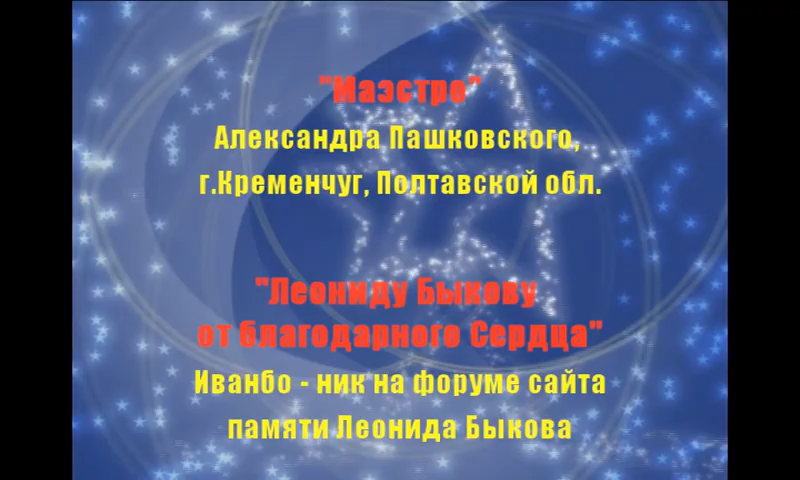 "Маэстро"
Александра Пашковского,
г.Кременчуг, Полтавской обл.
"Леониду Быкову
от благодарного Сердца"
Иванбо - ник на форуме сайта
памяти Леонида Быкова